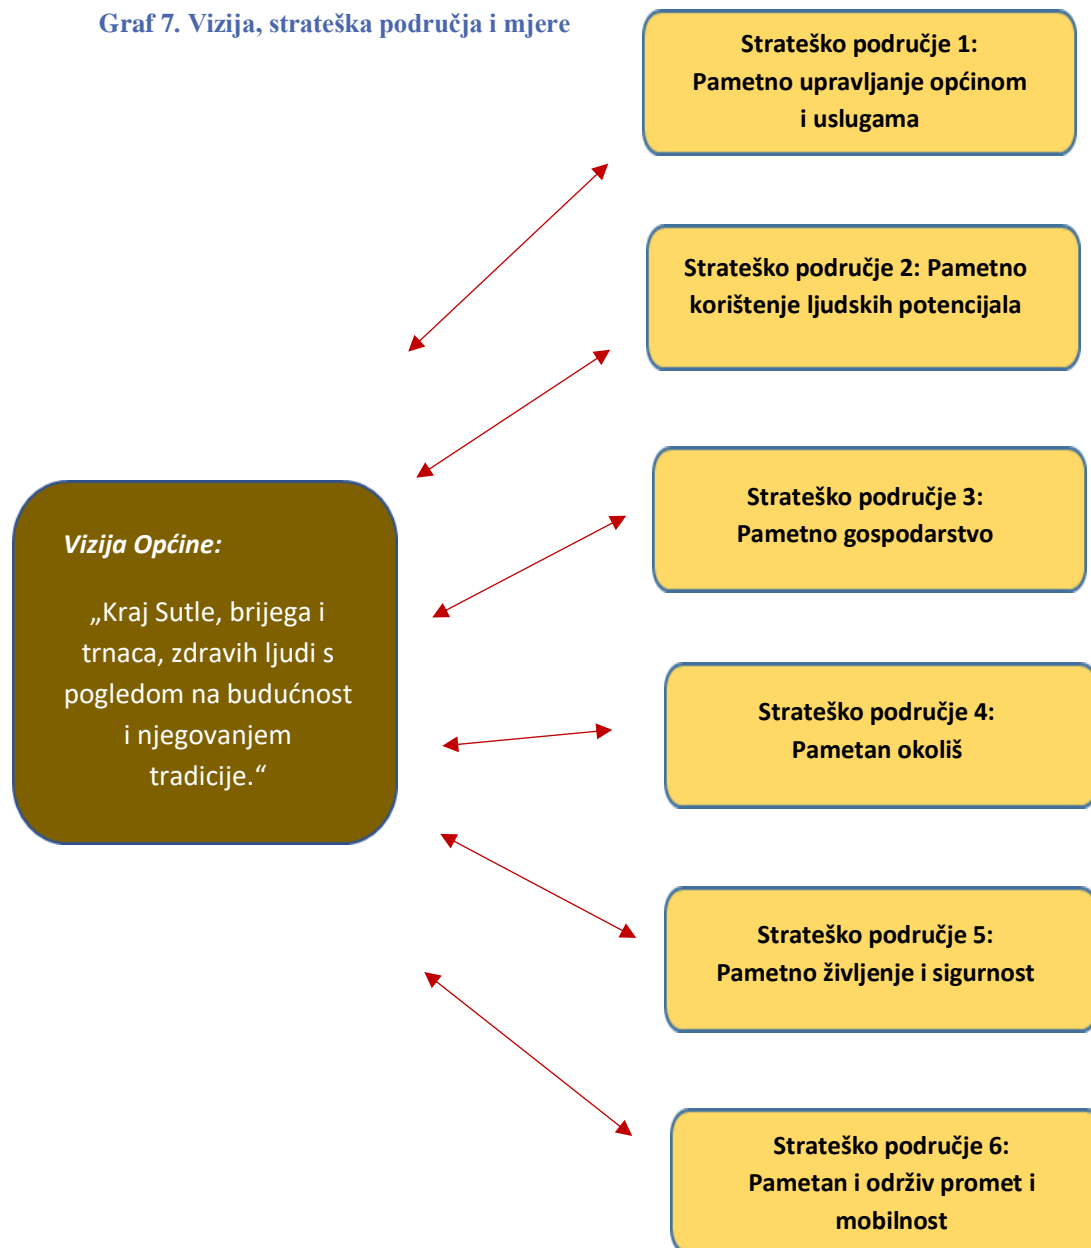 Graf 7. Vizija, strateška područja i mjere
Strateško područje 1:
Pametno upravljanje općinom
i uslugama
Strateško područje 2: Pametno
korištenje ljudskih potencijala
Strateško područje 3:
Pametno gospodarstvo
Vizija Općine:
„Kraj Sutle, brijega i
trnaca, zdravih ljudi s
pogledom na budućnost
i njegovanjem
tradicije.“
Strateško područje 4:
Pametan okoliš
Strateško područje 5:
Pametno življenje i sigurnost
Strateško područje 6:
Pametan i održiv promet i
mobilnost